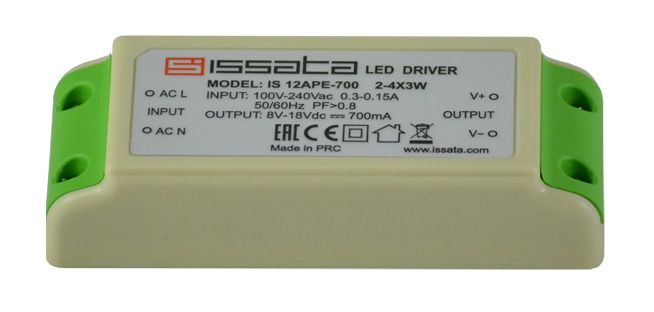 issata LED DRIVER
MODEL: IS 12APE-700 2-4X3W
AC L INPUT: 100V-240Vac 0.3-0.15A V+
50/60Hz PF>0.8
INPUT OUTPUT: 8V-18Vdc ⎓ 700mA OUTPUT
AC N EAC CE V−
Made in PRC www.issata.com